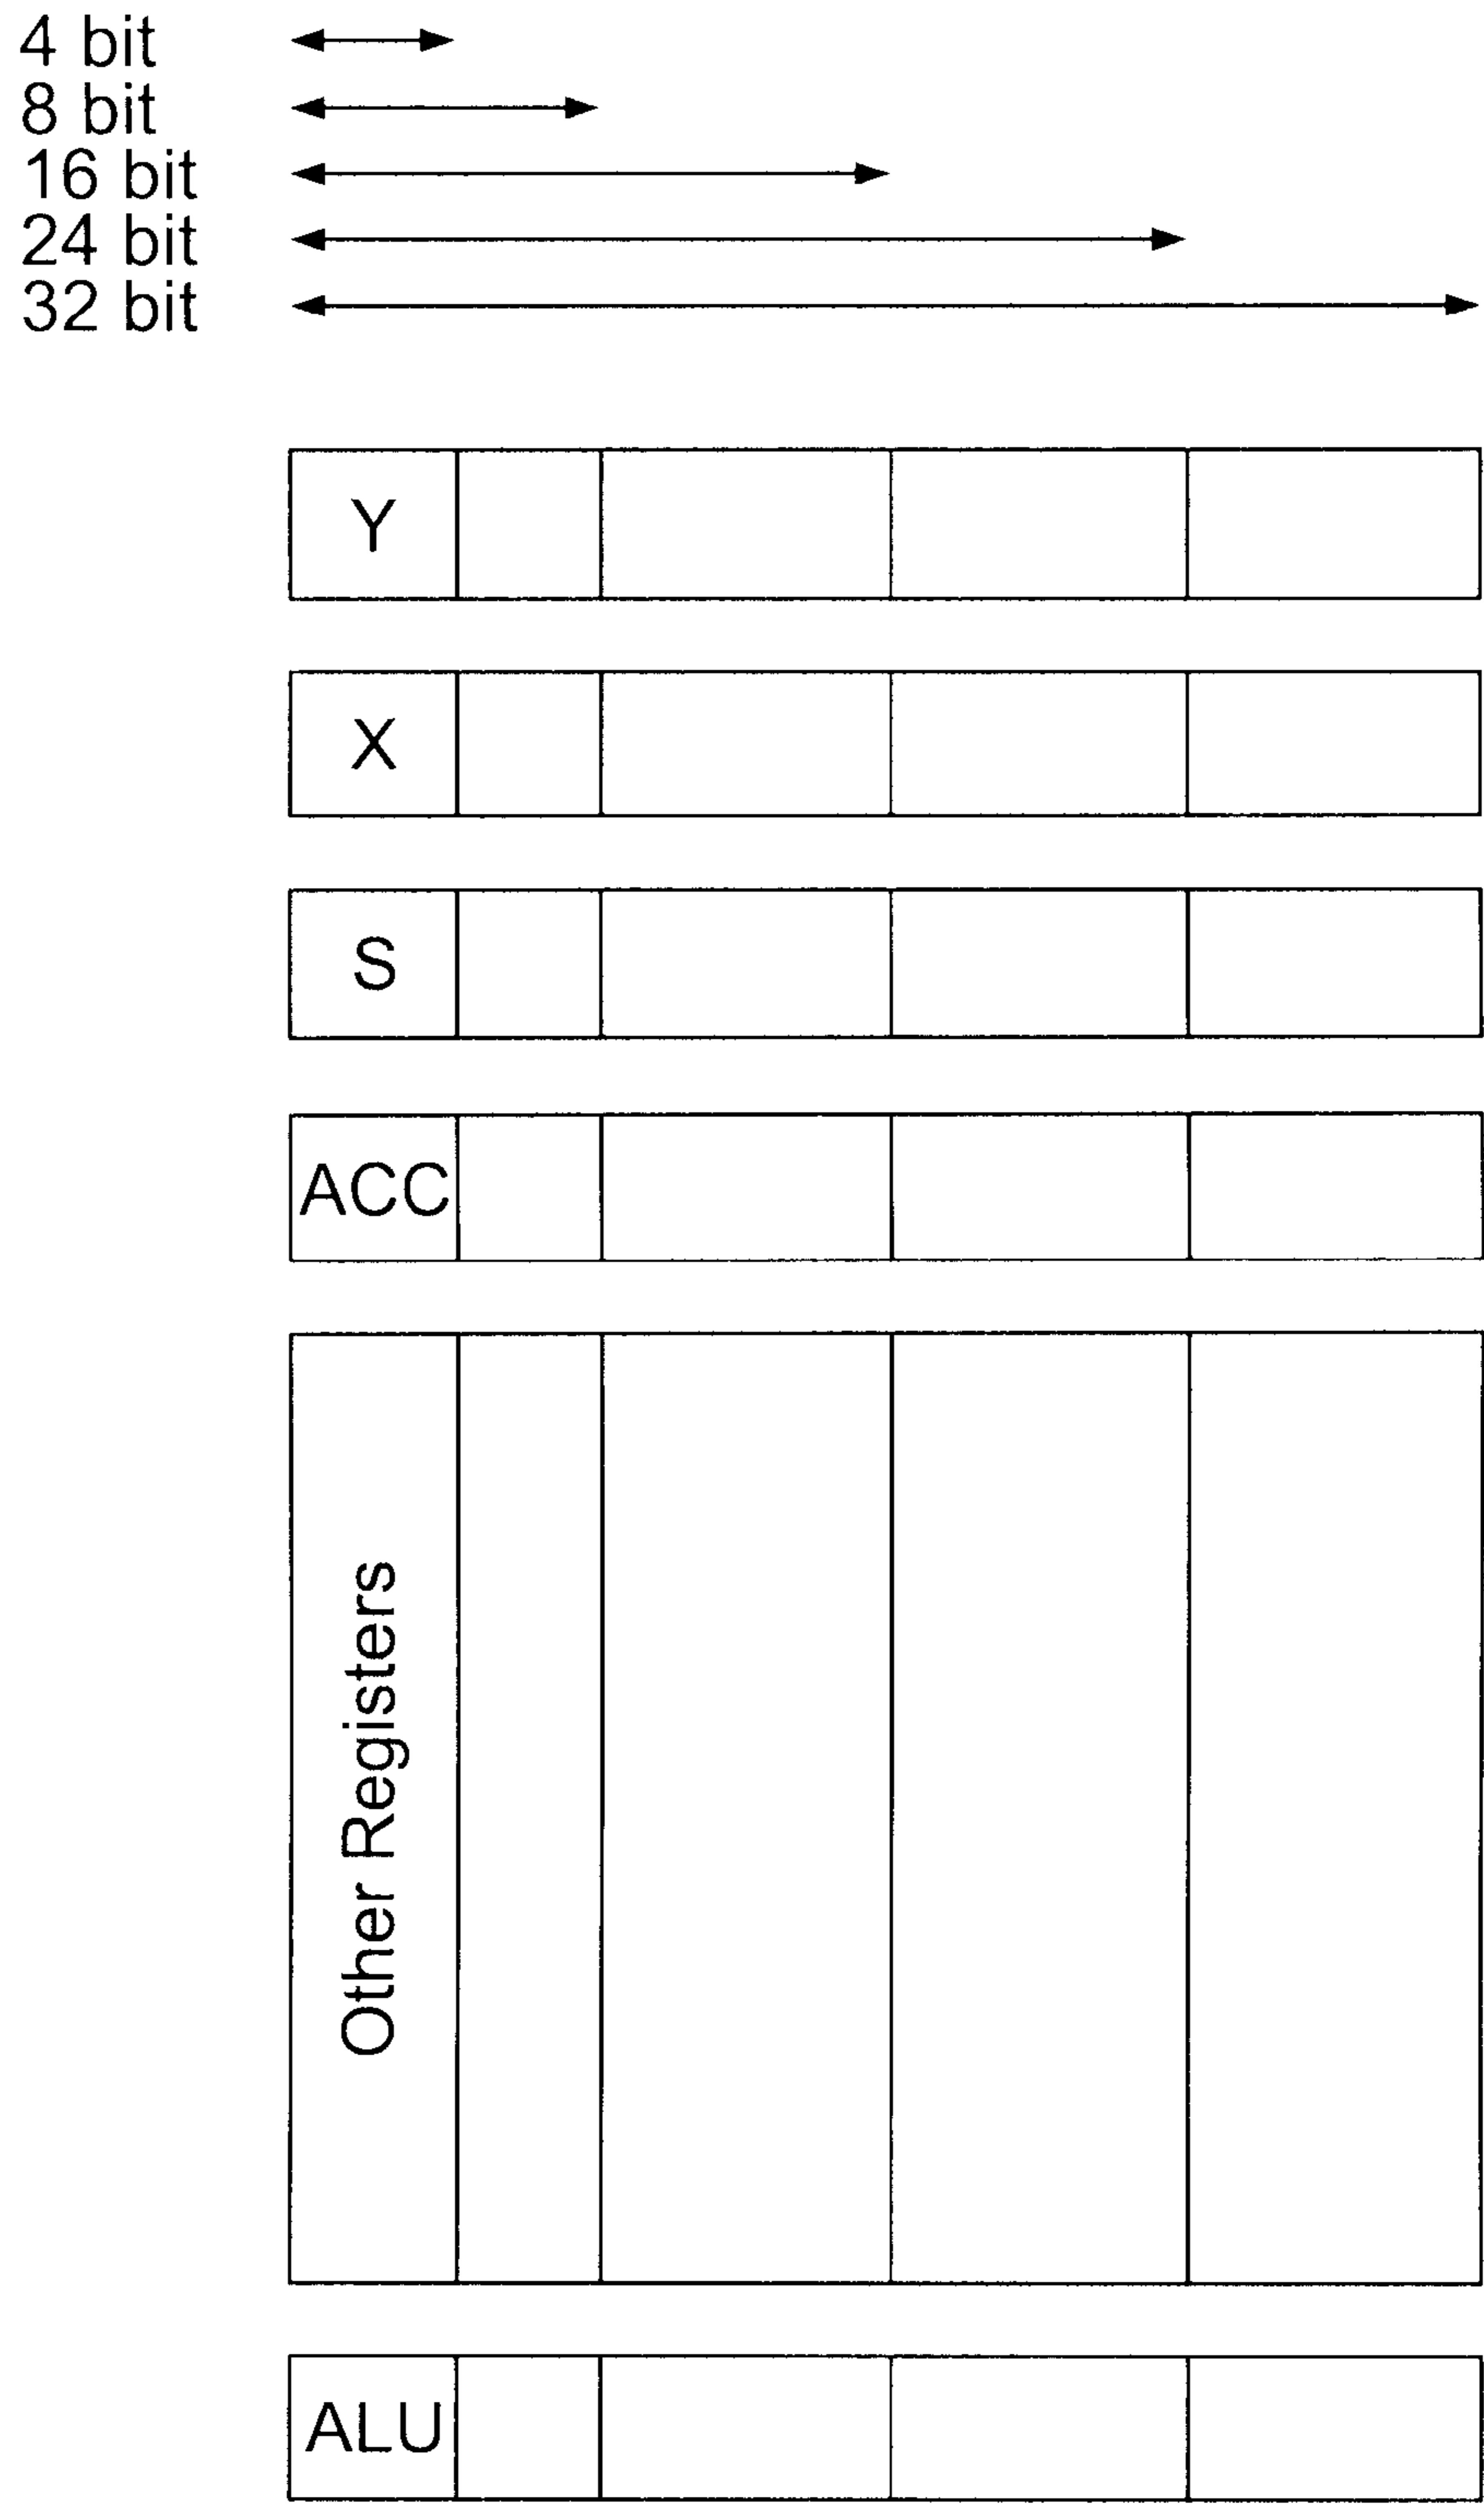 4 bit
8 bit
16 bit
24 bit
32 bit
Y
X
S
ACC
Other Registers
ALU